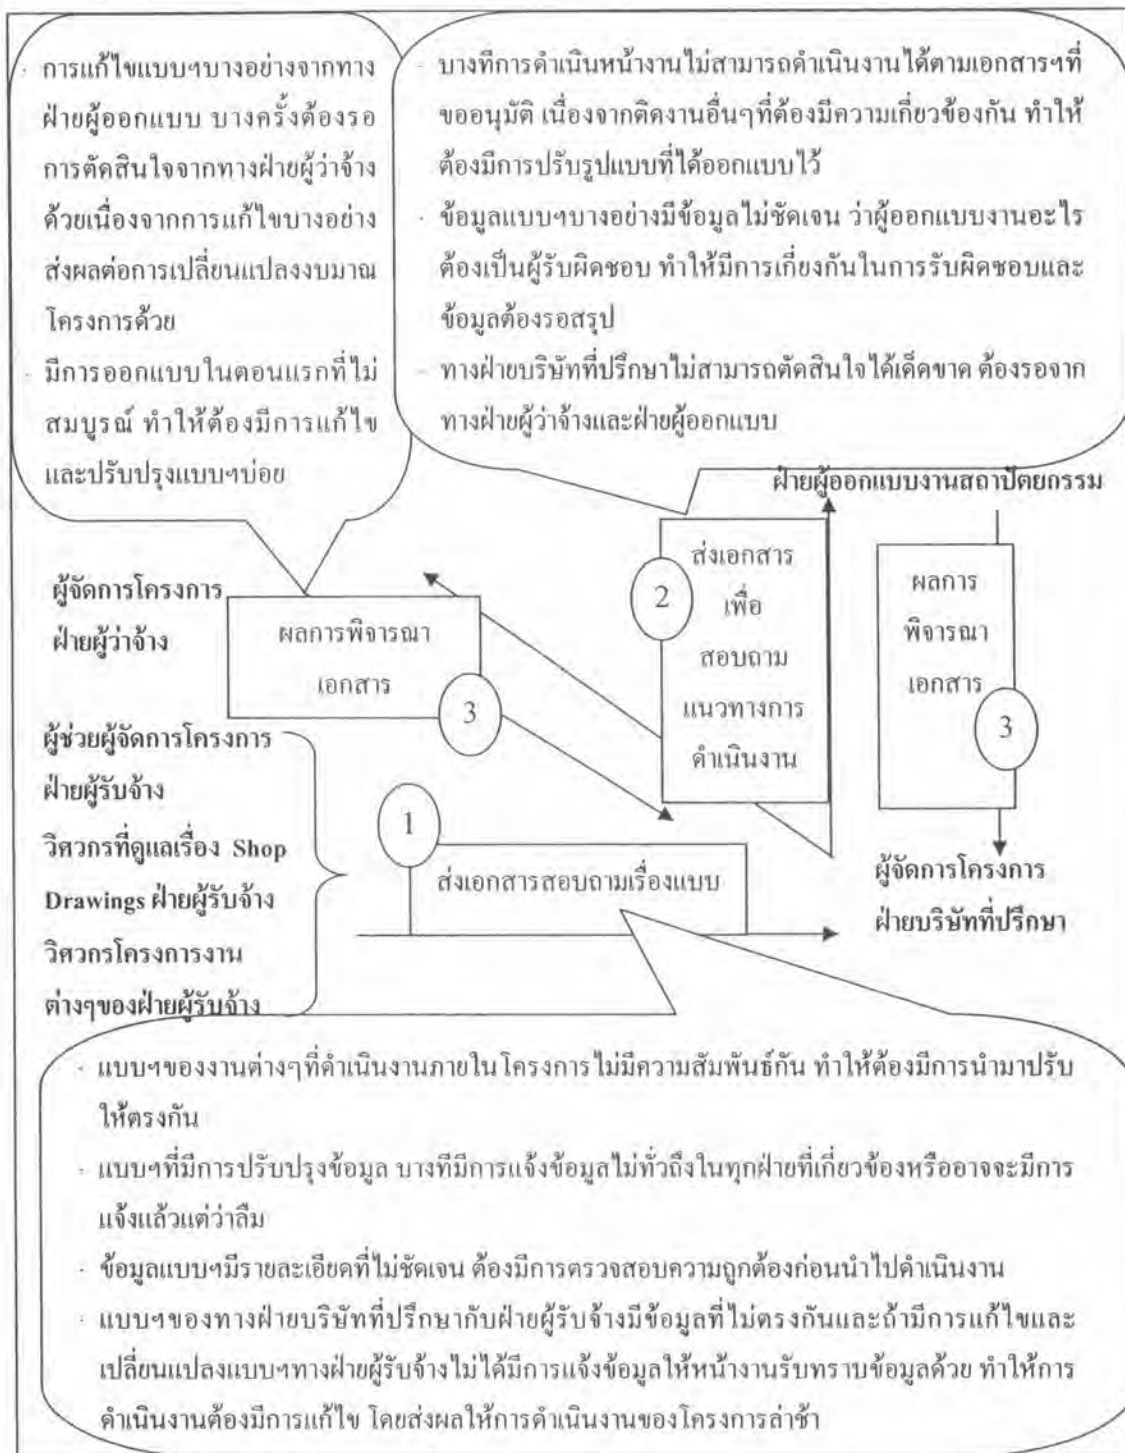 · การแก้ไขแบบฯบางอย่างจากทาง
ฝ่ายผู้ออกแบบ บางครั้งต้องรอ
การตัดสินใจจากทางฝ่ายผู้ว่าจ้าง
ด้วยเนื่องจากการแก้ไขบางอย่าง
ส่งผลต่อการเปลี่ยนแปลงงบมาณ
โครงการด้วย
· มีการออกแบบในตอนแรกที่ไม่
สมบูรณ์ ทำให้ต้องมีการแก้ไข
และปรับปรุงแบบฯบ่อย
· บางทีการดำเนินหน้างานไม่สามารถดำเนินงานได้ตามเอกสารฯที่
ขออนุมัติ เนื่องจากติดงานอื่นๆที่ต้องมีความเกี่ยวข้องกัน ทำให้
ต้องมีการปรับรูปแบบที่ได้ออกแบบไว้
· ข้อมูลแบบฯบางอย่างมีข้อมูลไม่ชัดเจน ว่าผู้ออกแบบงานอะไร
ต้องเป็นผู้รับผิดชอบ ทำให้มีการเกี่ยงกันในการรับผิดชอบและ
ข้อมูลต้องรอสรุป
· ทางฝ่ายบริษัทที่ปรึกษาไม่สามารถตัดสินใจได้เด็ดขาด ต้องรอจาก
ทางฝ่ายผู้ว่าจ้างและฝ่ายผู้ออกแบบ
ฝ่ายผู้ออกแบบงานสถาปัตยกรรม
ผู้จัดการโครงการ
ฝ่ายผู้ว่าจ้าง
ผลการพิจารณา
เอกสาร
3
2
ส่งเอกสาร
เพื่อ
สอบถาม
แนวทางการ
ดำเนินงาน
ผลการ
พิจารณา
เอกสาร
3
ผู้ช่วยผู้จัดการโครงการ
ฝ่ายผู้รับจ้าง
วิศวกรที่ดูแลเรื่อง Shop
Drawings ฝ่ายผู้รับจ้าง
วิศวกรโครงการงาน
ต่างๆของฝ่ายผู้รับจ้าง
1
ส่งเอกสารสอบถามเรื่องแบบ
ผู้จัดการโครงการ
ฝ่ายบริษัทที่ปรึกษา
· แบบฯของงานต่างๆที่ดำเนินงานภายในโครงการไม่มีความสัมพันธ์กัน ทำให้ต้องมีการนำมาปรับ
ให้ตรงกัน
· แบบฯที่มีการปรับปรุงข้อมูล บางทีมีการแจ้งข้อมูลไม่ทั่วถึงในทุกฝ่ายที่เกี่ยวข้องหรืออาจจะมีการ
แจ้งแล้วแต่ว่าลืม
· ข้อมูลแบบฯมีรายละเอียดที่ไม่ชัดเจน ต้องมีการตรวจสอบความถูกต้องก่อนนำไปดำเนินงาน
· แบบฯของทางฝ่ายบริษัทที่ปรึกษากับฝ่ายผู้รับจ้างมีข้อมูลที่ไม่ตรงกันและถ้ามีการแก้ไขและ
เปลี่ยนแปลงแบบฯทางฝ่ายผู้รับจ้างไม่ได้มีการแจ้งข้อมูลให้หน้างานรับทราบข้อมูลด้วย ทำให้การ
ดำเนินงานต้องมีการแก้ไข โดยส่งผลให้การดำเนินงานของโครงการล่าช้า